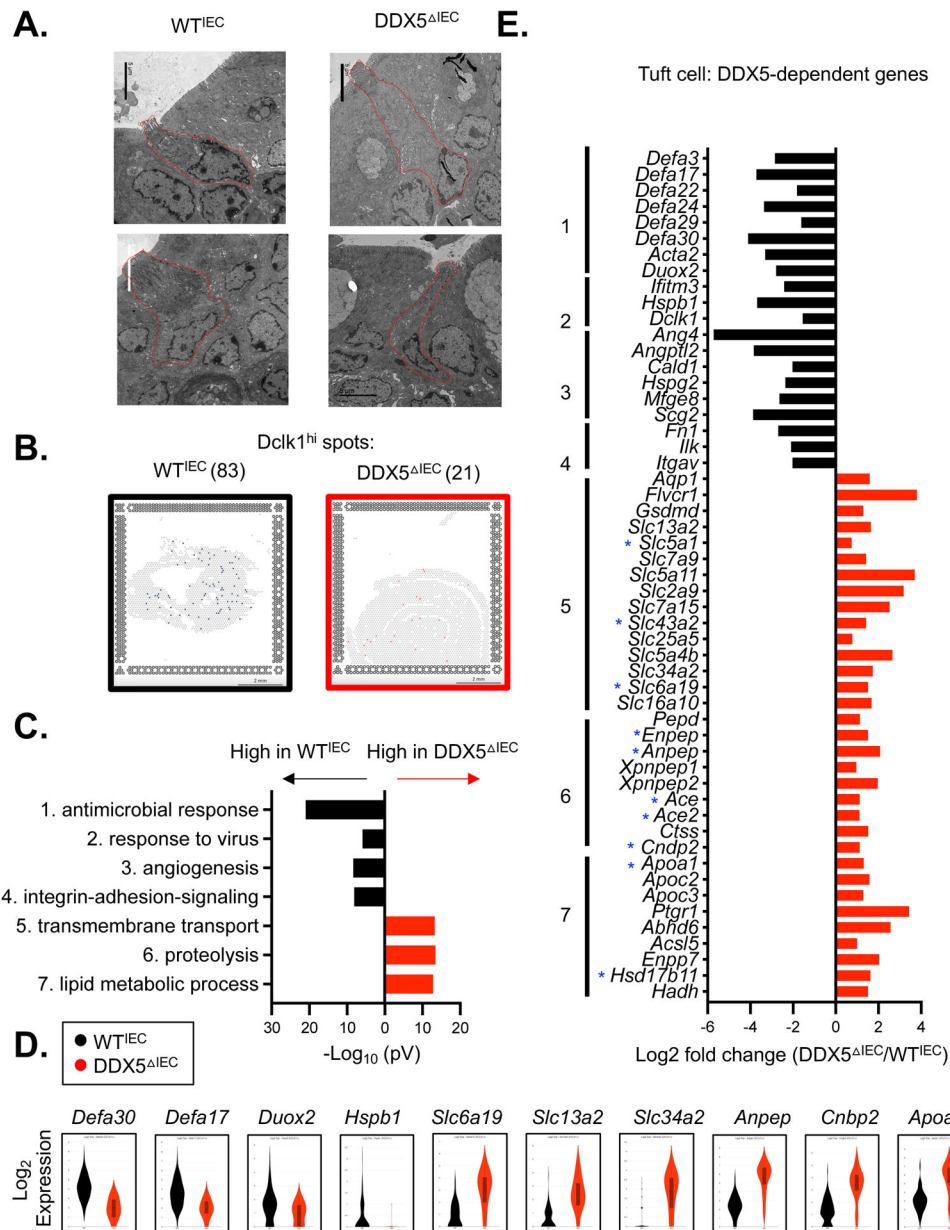 A.
WT^IEC
DDX5^ΔIEC
5 μm
5 μm
B.
Dclk1^hi spots:
WT^IEC (83)
DDX5^ΔIEC (21)
2 mm
2 mm
C.
High in WT^IEC
High in DDX5^ΔIEC
1. antimicrobial response
2. response to virus
3. angiogenesis
4. integrin-adhesion-signaling
5. transmembrane transport
6. proteolysis
7. lipid metabolic process
30 20 10 0 10 20
-Log₁₀ (pV)
WT^IEC
DDX5^ΔIEC
D.
Log₂
Expression
Defa30
Defa17
Duox2
Hspb1
Slc6a19
Slc13a2
Slc34a2
Anpep
Cnbp2
Apoa
E.
Tuft cell: DDX5-dependent genes
1
Defa3
Defa17
Defa22
Defa24
Defa29
Defa30
Acta2
Duox2
2
Ifitm3
Hspb1
Dclk1
3
Ang4
Angptl2
Cald1
Hspg2
Mfge8
Scg2
4
Fn1
Ilk
Itgav
5
Aqp1
Flvcr1
Gsdmd
Slc13a2
* Slc5a1
Slc7a9
Slc5a11
Slc2a9
Slc7a15
* Slc43a2
Slc25a5
Slc5a4b
Slc34a2
* Slc6a19
Slc16a10
6
Pepd
* Enpep
* Anpep
Xpnpep1
Xpnpep2
* Ace
* Ace2
Ctss
* Cndp2
7
* Apoa1
Apoc2
Apoc3
Ptgr1
Abhd6
Acsl5
Enpp7
* Hsd17b11
Hadh
-6 -4 -2 0 2 4
Log2 fold change (DDX5^ΔIEC/WT^IEC)